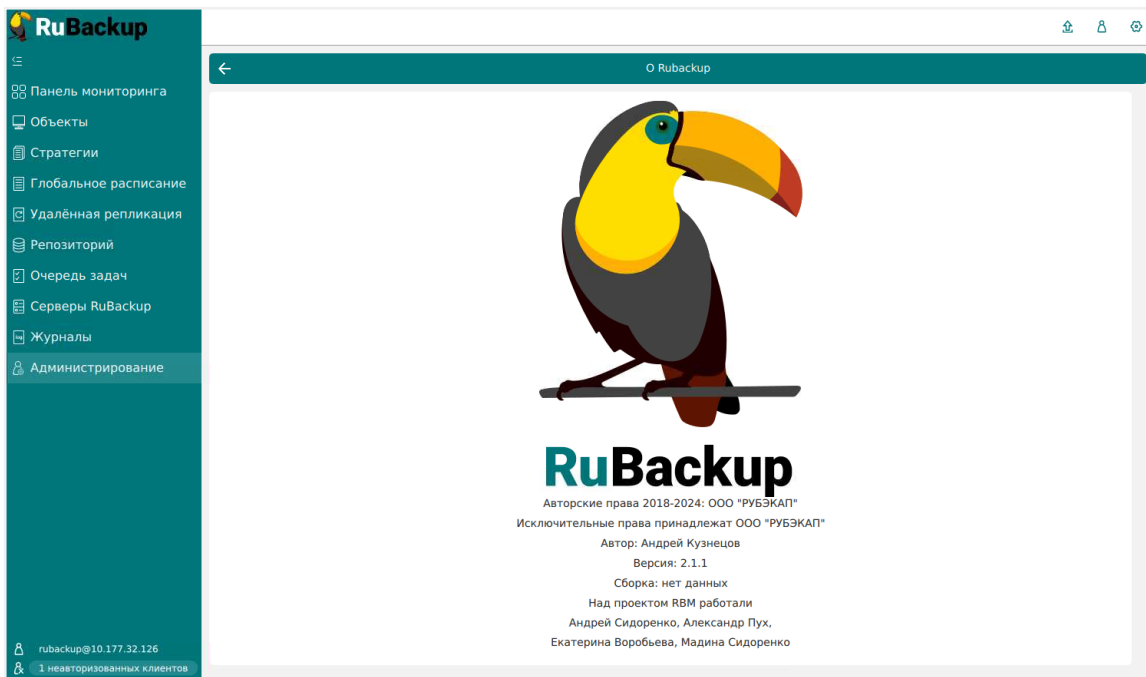 RuBackup
О Rubackup
Панель мониторинга
Объекты
Стратегии
Глобальное расписание
Удалённая репликация
Репозиторий
Очередь задач
Серверы RuBackup
Журналы
Администрирование
RuBackup
Авторские права 2018-2024: ООО "РУБЭКАП"
Исключительные права принадлежат ООО "РУБЭКАП"
Автор: Андрей Кузнецов
Версия: 2.1.1
Сборка: нет данных
Над проектом RBM работали
Андрей Сидоренко, Александр Пух,
Екатерина Воробьева, Мадина Сидоренко
rubackup@10.177.32.126
1 неавторизованных клиентов